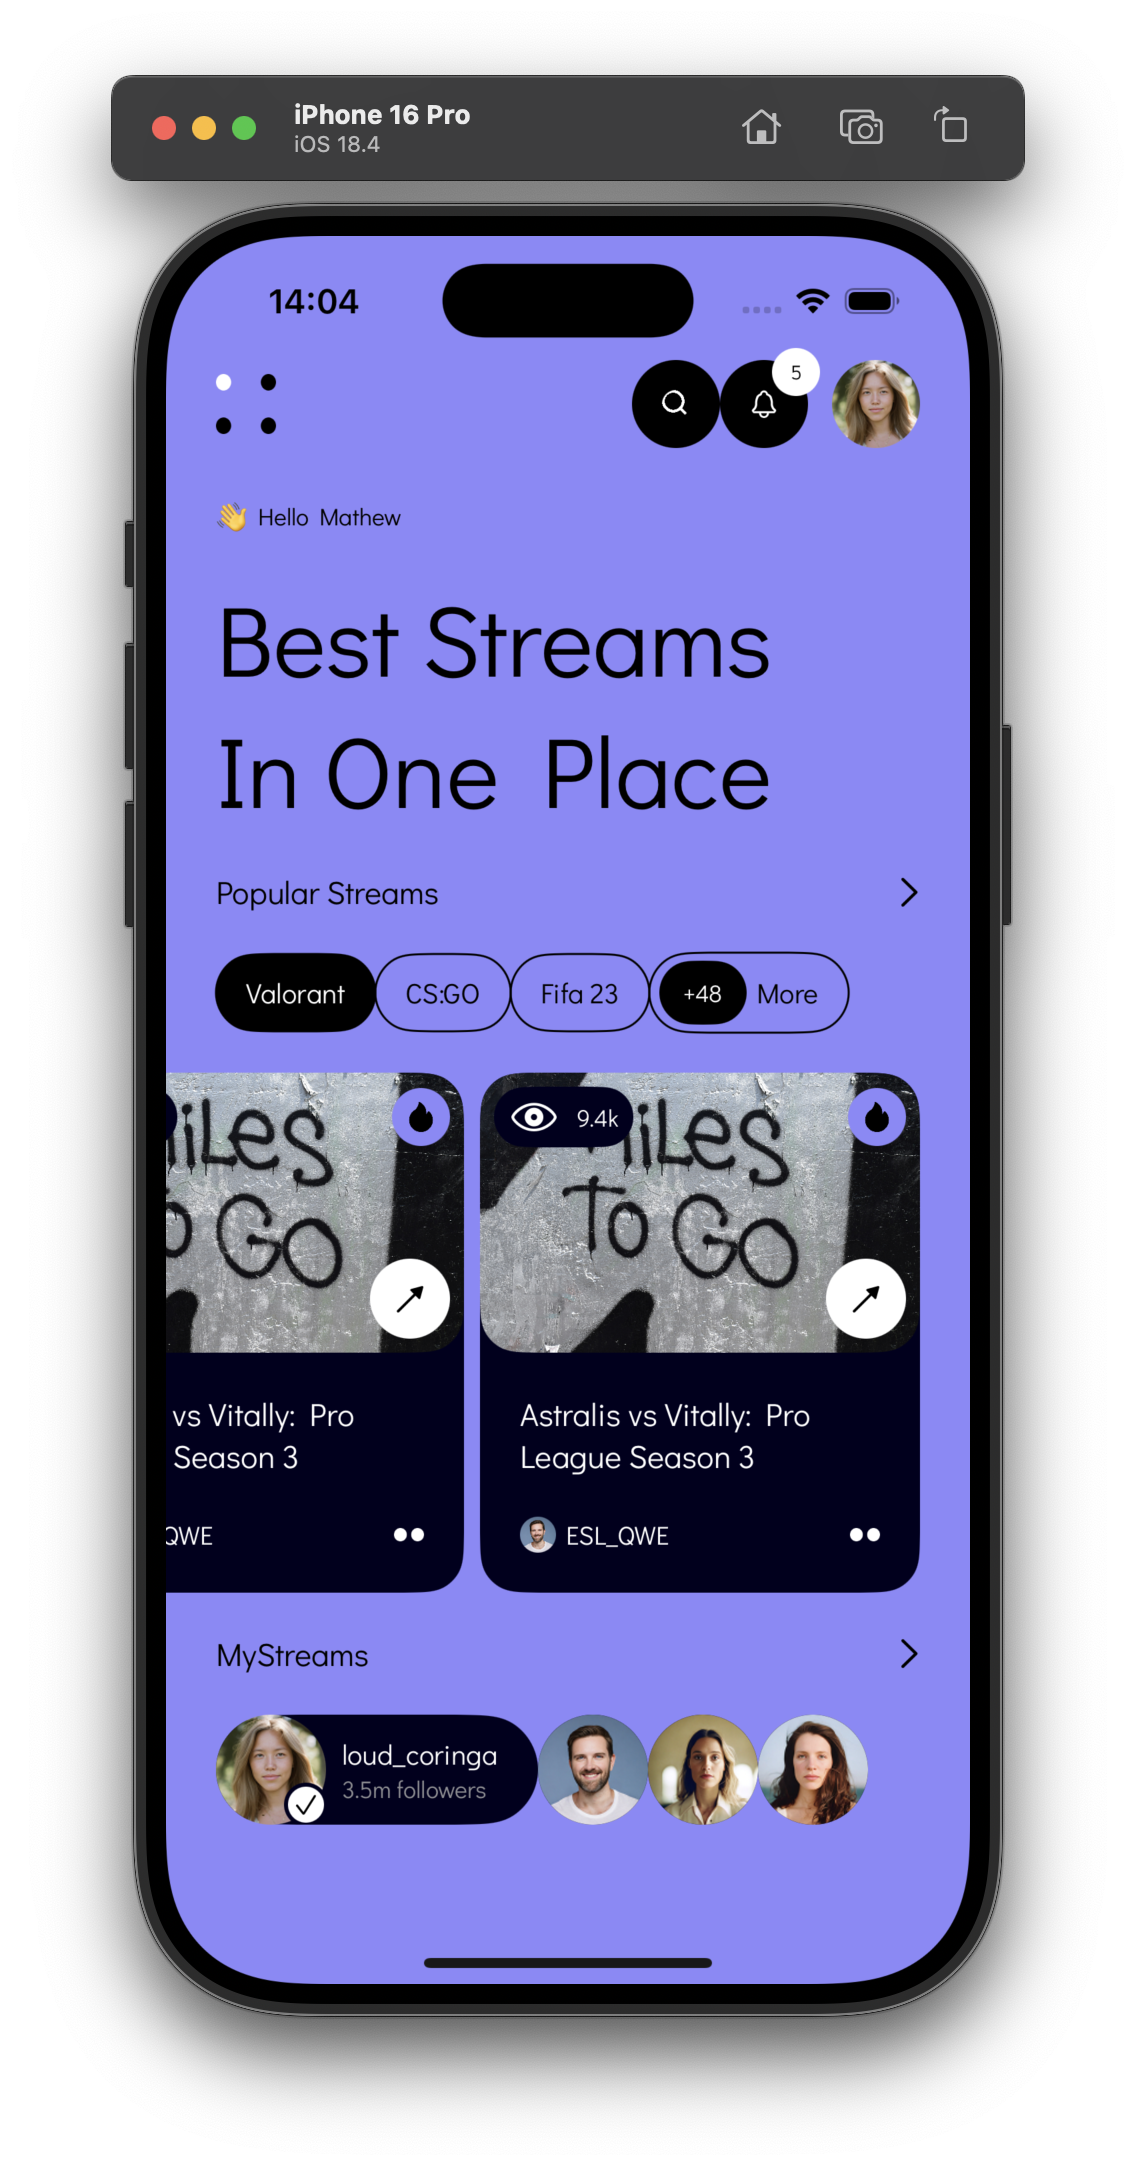 iPhone 16 Pro
iOS 18.4
14:04
5
👋 Hello Mathew
Best Streams
In One Place
Popular Streams
Valorant
CS:GO
Fifa 23
+48 More
iLes
GO
vs Vitally: Pro
Season 3
QWE
9.4k
iLes
To GO
Astralis vs Vitally: Pro
League Season 3
ESL_QWE
MyStreams
loud_coringa
3.5m followers